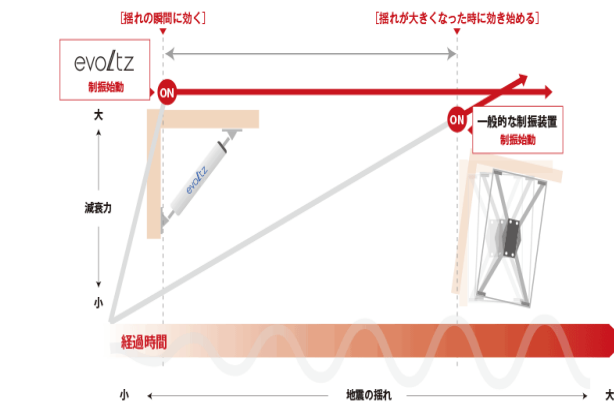 [揺れの瞬間に効く]
[揺れが大きくなった時に効き始める]
evoltz
制振始動
ON
大
ON
一般的な制振装置
制振始動
evoltz
減衰力
小
経過時間
小
地震の揺れ
大